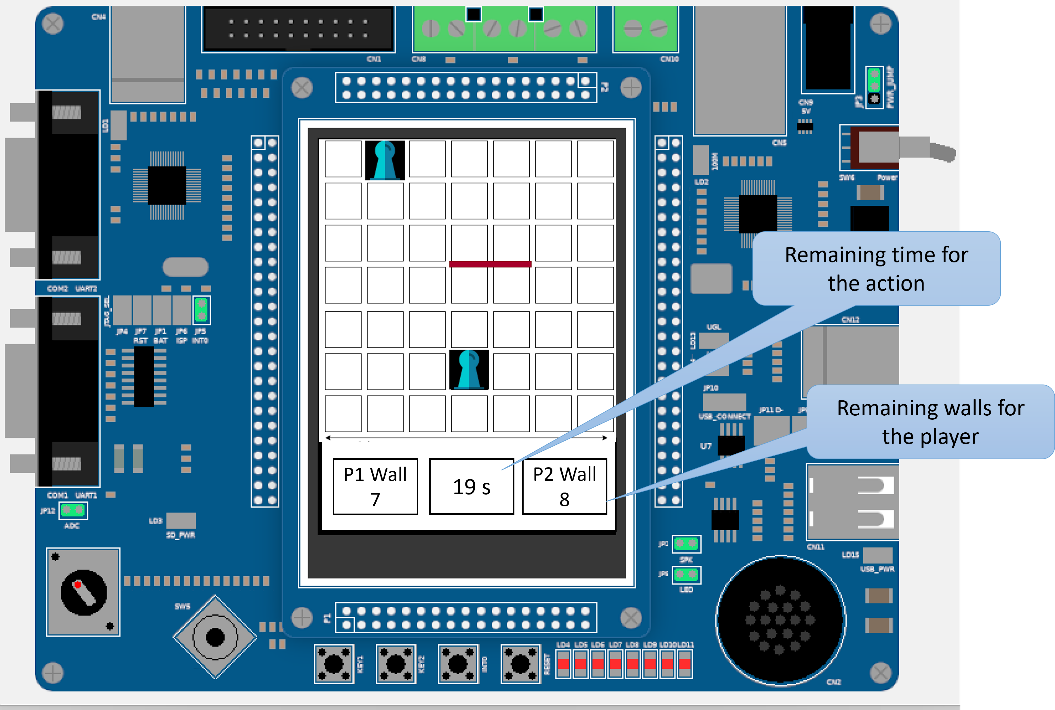 CN4
CN1
CN8
CN10
P2
JP3
PWR_JUMP
CN9
5V
LD1
CN5
100M
LD2
SW6
Power
Remaining time for
the action
COM2 UART2
JP4 JP7 JP1 JP6 JP5
RST BAT ISP INT0
UGL
CN12
LD13
JP10
USB_CONNECT
JP11 D-
Remaining walls for
the player
U7
P1 Wall
7
19 s
P2 Wall
8
COM1 UART1
JP12
ADC
LD3
SD_PWR
JP2
SPK
CN11
LD15
USB_PWR
LED
SW5
P1
KEY1
KEY2
INT0
RESET
LD4 LD5 LD6 LD7 LD8 LD9 LD10 LD11
CN2